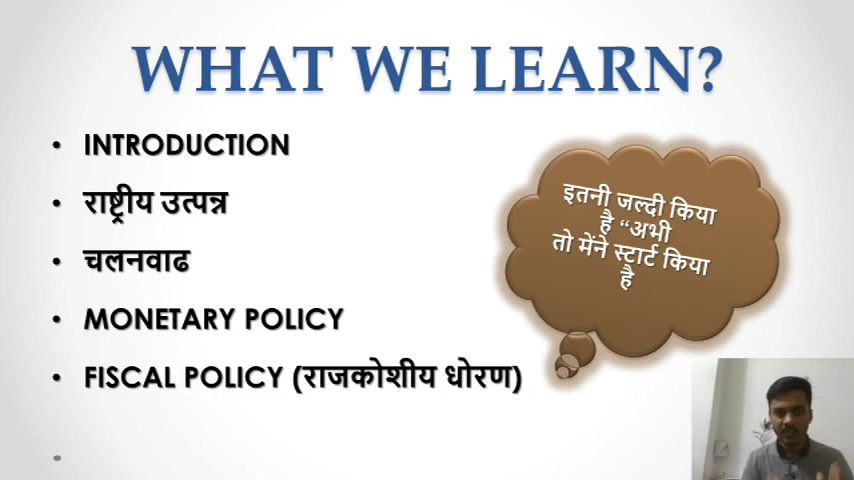 WHAT WE LEARN?
• INTRODUCTION
• राष्ट्रीय उत्पन्न
• चलनवाढ
• MONETARY POLICY
• FISCAL POLICY (राजकोशीय धोरण)
इतनी जल्दी किया
है “अभी
तो मेंने स्टार्ट किया
है